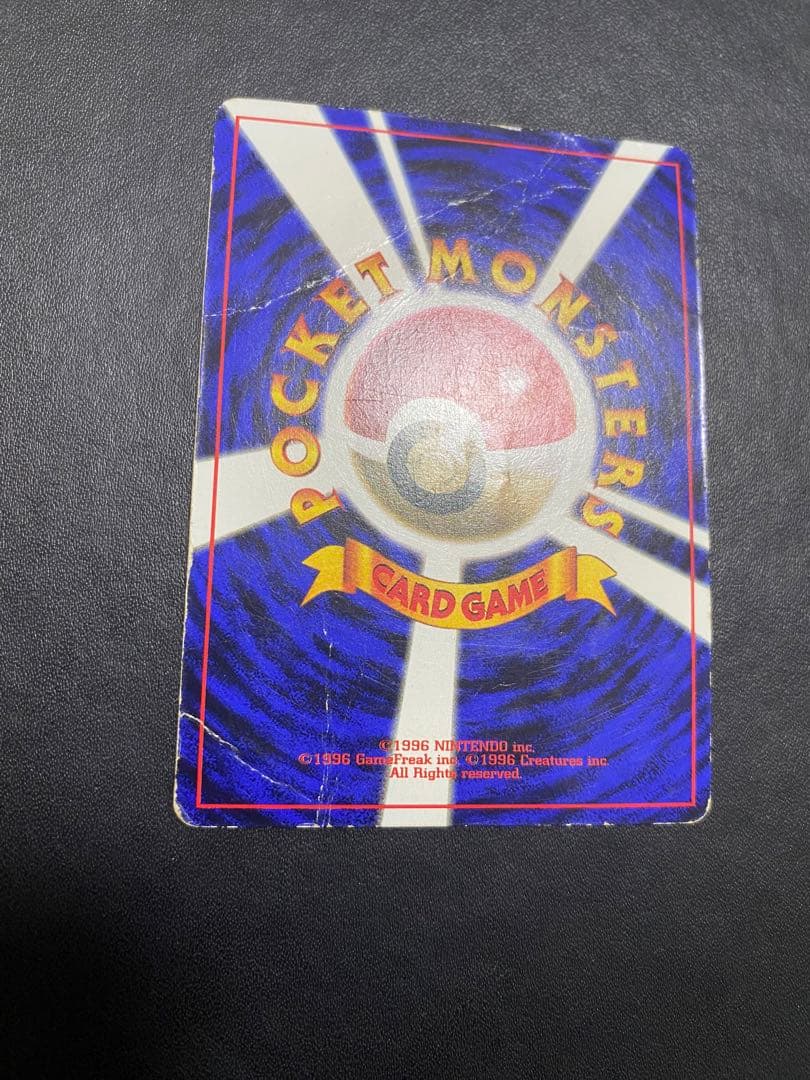 POCKET MONSTERS
CARD GAME
©1996 NINTENDO inc.
©1996 GameFreak inc. ©1996 Creatures inc.
All Rights reserved.